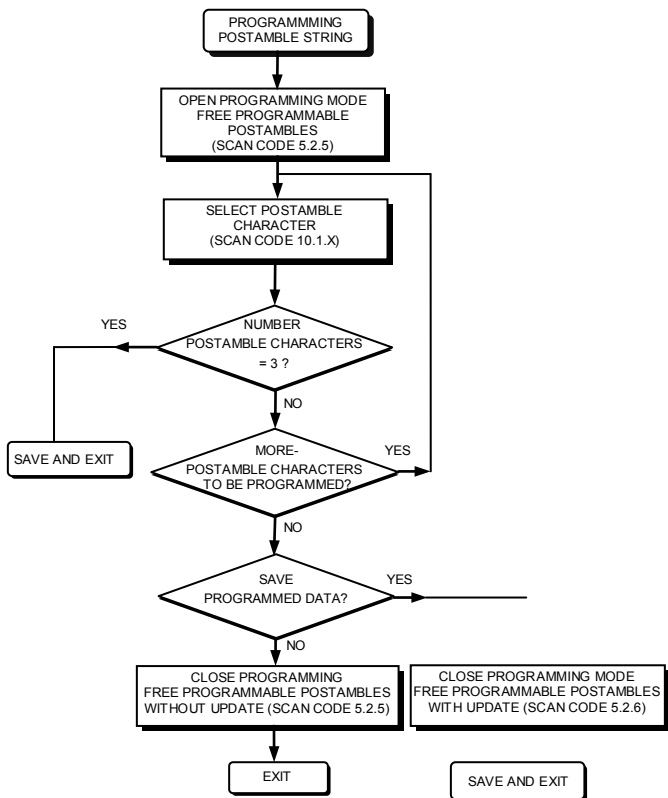 PROGRAMMMING
POSTAMBLE STRING
OPEN PROGRAMMING MODE
FREE PROGRAMMABLE
POSTAMBLES
(SCAN CODE 5.2.5)
SELECT POSTAMBLE
CHARACTER
(SCAN CODE 10.1.X)
YES
NUMBER
POSTAMBLE CHARACTERS
= 3 ?
NO
SAVE AND EXIT
MORE-
POSTAMBLE CHARACTERS
TO BE PROGRAMMED?
YES
NO
SAVE
PROGRAMMED DATA?
YES
NO
CLOSE PROGRAMMING
FREE PROGRAMMABLE POSTAMBLES
WITHOUT UPDATE (SCAN CODE 5.2.5)
CLOSE PROGRAMMING MODE
FREE PROGRAMMABLE POSTAMBLES
WITH UPDATE (SCAN CODE 5.2.6)
EXIT
SAVE AND EXIT